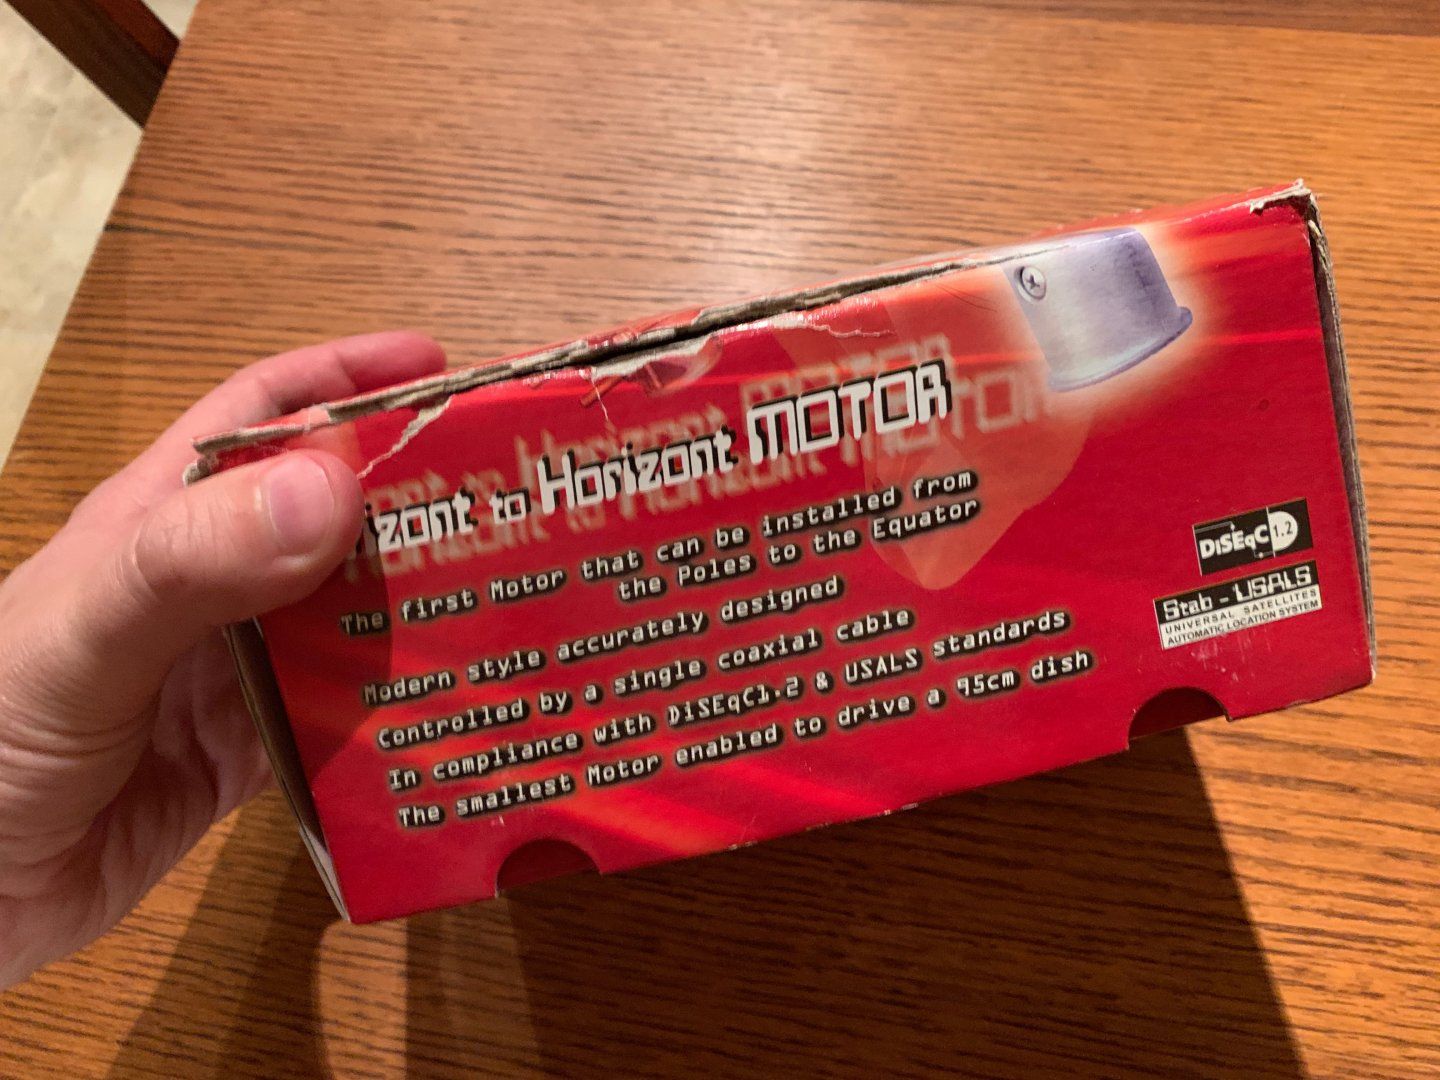 izont to Horizont MOTOR
The first Motor that can be installed from
the Poles to the Equator
Modern style accurately designed
Controlled by a single coaxial cable
In compliance with DiSEqC1.2 & USALS standards
The smallest Motor enabled to drive a 95cm dish
DiSEqC 1.2
Stab - USALS
UNIVERSAL SATELLITES
AUTOMATIC LOCATION SYSTEM